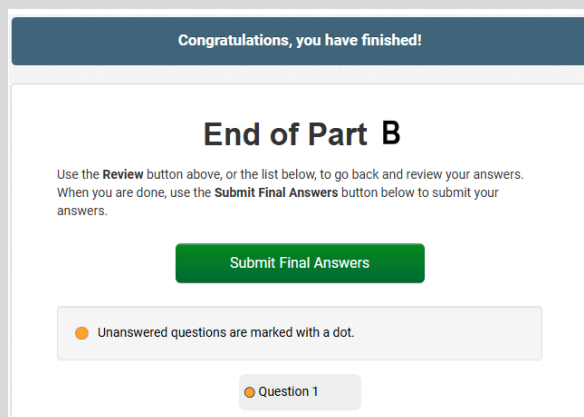 Congratulations, you have finished!
End of Part B
Use the Review button above, or the list below, to go back and review your answers.
When you are done, use the Submit Final Answers button below to submit your
answers.
Submit Final Answers
Unanswered questions are marked with a dot.
Question 1